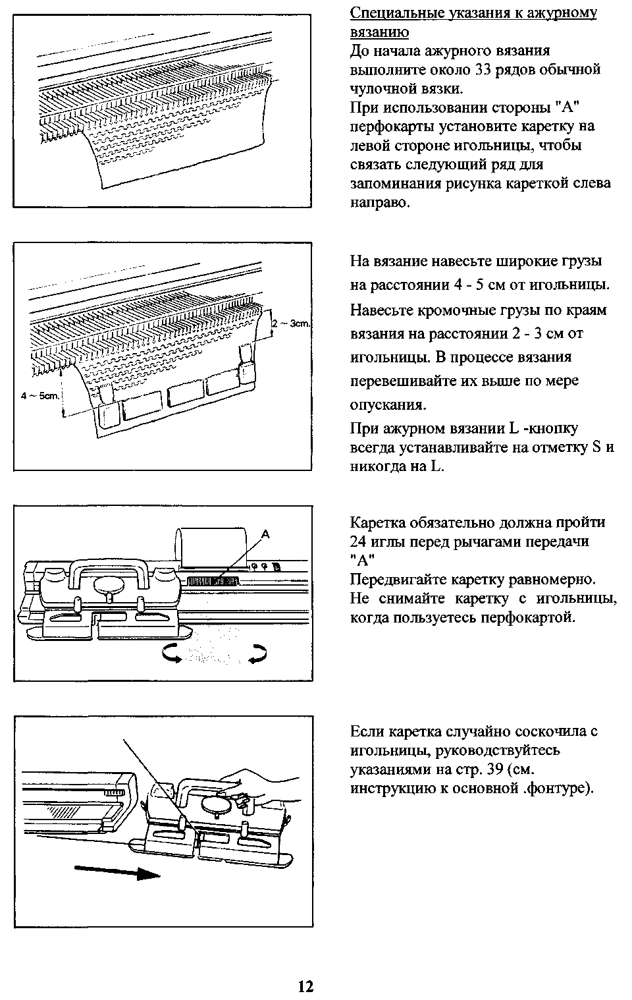 Специальные указания к ажурному
вязанию
До начала ажурного вязания
выполните около 33 рядов обычной
чулочной вязки.
При использовании стороны "А"
перфокарты установите каретку на
левой стороне игольницы, чтобы
связать следующий ряд для
запоминания рисунка кареткой слева
направо.
2 ~ 3cm.
4 ~ 5cm.
На вязание навесьте широкие грузы
на расстоянии 4 - 5 см от игольницы.
Навесьте кромочные грузы по краям
вязания на расстоянии 2 - 3 см от
игольницы. В процессе вязания
перевешивайте их выше по мере
опускания.
При ажурном вязании L -кнопку
всегда устанавливайте на отметку S и
никогда на L.
A
Каретка обязательно должна пройти
24 иглы перед рычагами передачи
"А"
Передвигайте каретку равномерно.
Не снимайте каретку с игольницы,
когда пользуетесь перфокартой.
Если каретка случайно соскочила с
игольницы, руководствуйтесь
указаниями на стр. 39 (см.
инструкцию к основной .фонтуре).
12